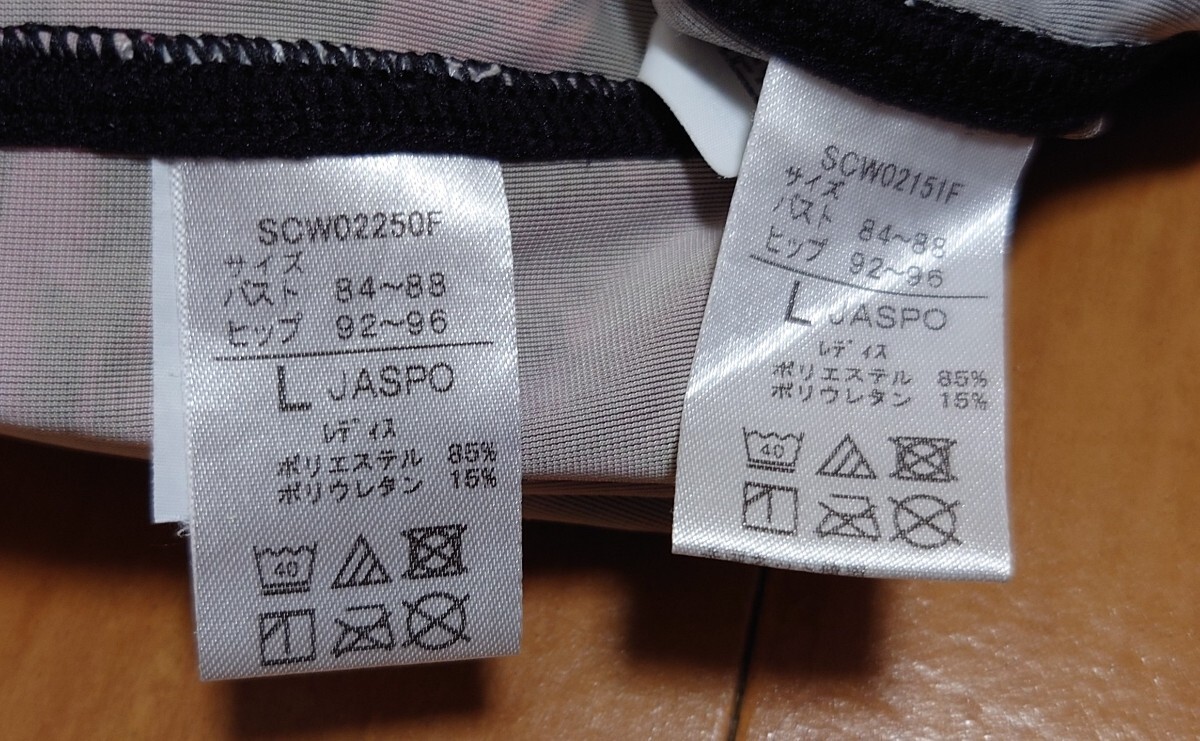 SCW02250F
サイズ
バスト 84～88
ヒップ 92～96
L JASPO
レディス
ポリエステル 85%
ポリウレタン 15%
40
SCW02151F
サイズ
バスト 84～88
ヒップ 92～96
L JASPO
レディス
ポリエステル 85%
ポリウレタン 15%
40